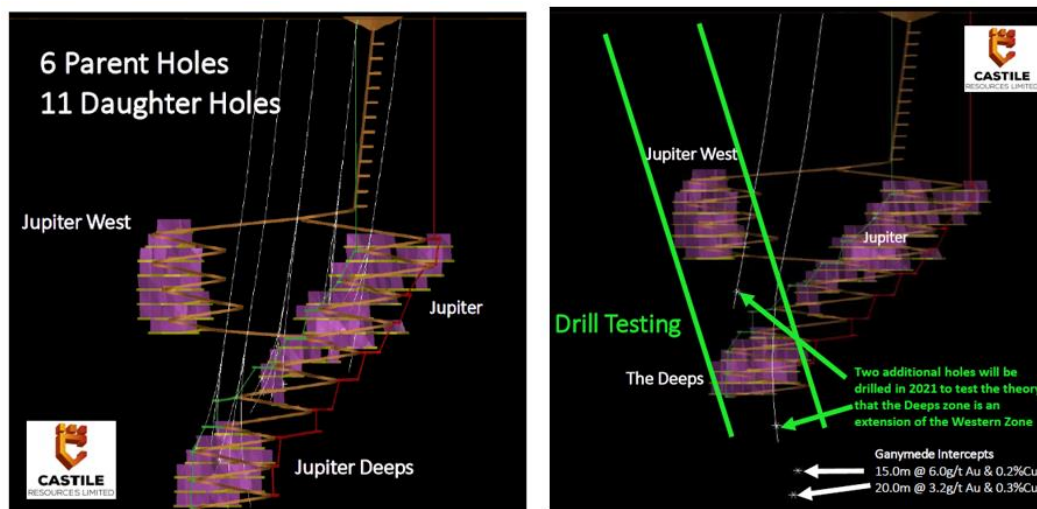 6 Parent Holes
11 Daughter Holes
Jupiter West
Jupiter
Jupiter Deeps
CASTILE
RESOURCES LIMITED
CASTILE
RESOURCES LIMITED
Jupiter West
Jupiter
Drill Testing
The Deeps
Two additional holes will be
drilled in 2021 to test the theory
that the Deeps zone is an
extension of the Western Zone
Ganymede Intercepts
15.0m @ 6.0g/t Au & 0.2%Cu
20.0m @ 3.2g/t Au & 0.3%Cu